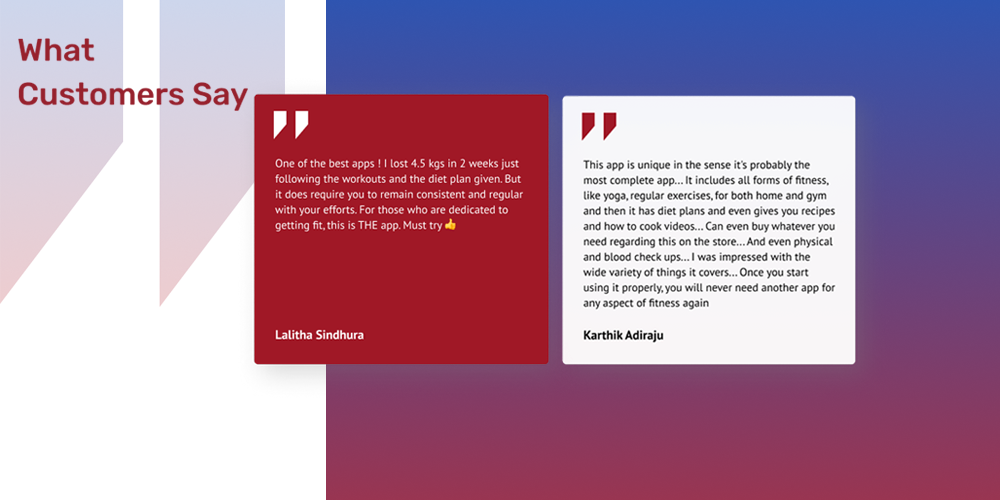 What
Customers Say
One of the best apps ! I lost 4.5 kgs in 2 weeks just
following the workouts and the diet plan given. But
it does require you to remain consistent and regular
with your efforts. For those who are dedicated to
getting fit, this is THE app. Must try 👍
Lalitha Sindhura
This app is unique in the sense it's probably the
most complete app... It includes all forms of fitness,
like yoga, regular exercises, for both home and gym
and then it has diet plans and even gives you recipes
and how to cook videos... Can even buy whatever you
need regarding this on the store... And even physical
and blood check ups... I was impressed with the
wide variety of things it covers... Once you start
using it properly, you will never need another app for
any aspect of fitness again
Karthik Adiraju